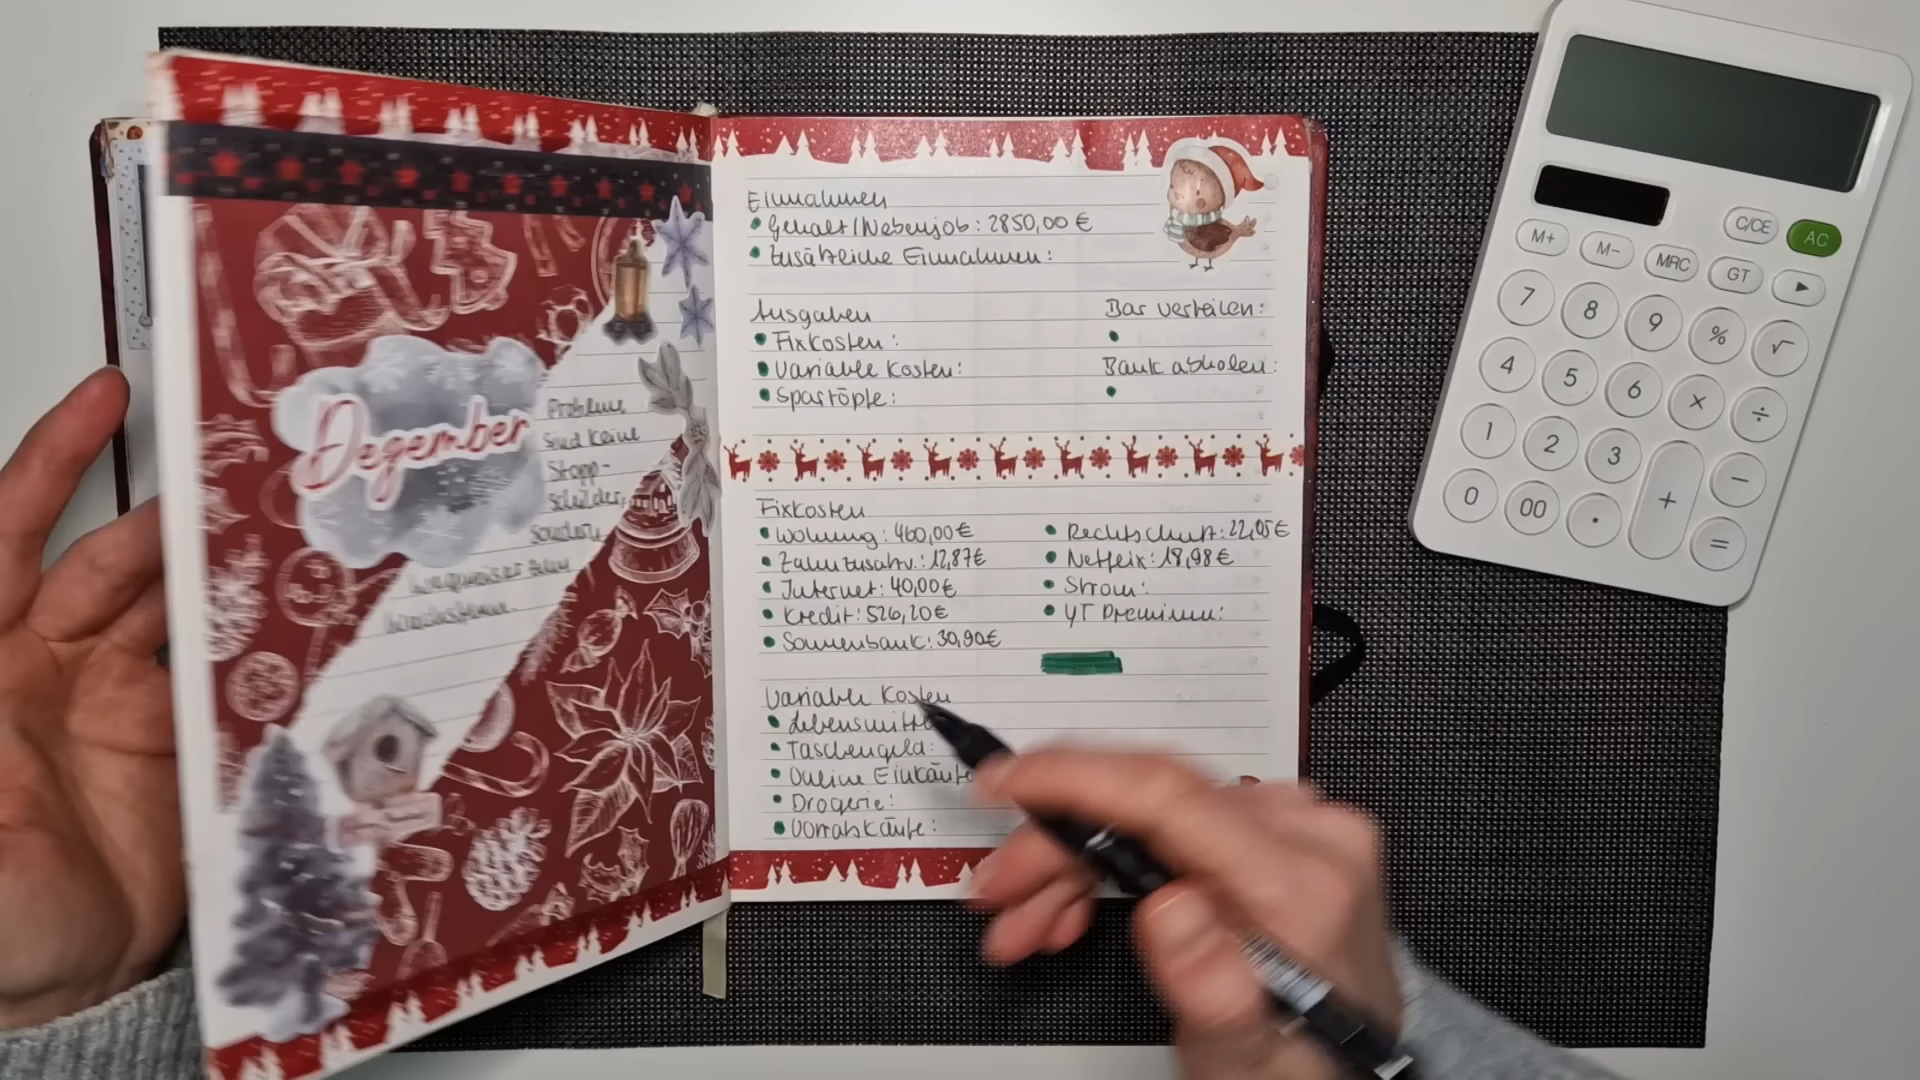 Dezember
Probleme
sind keine
Stopp-
schilder,
sondern
Wegweiser zum
Wachstum.
Einnahmen
Gehalt/Nebenjob: 2850,00 €
zusätzliche Einnahmen:
Ausgaben
Fixkosten:
Variable Kosten:
Spartöpfe:
Bar verteilen:
Bank abholen:
Fixkosten
Wohnung: 460,00€
Zahnzusatzv.: 12,87€
Internet: 40,00€
Kredit: 526,20€
Sonnenbank: 30,90€
Rechtschutz: 22,05€
Netflix: 18,98€
Strom:
YT Premium:
Variable Kosten
Lebensmittel
Taschengeld:
Online Einkäufe
Drogerie:
Vorratskäufe:
C/CE
AC
M+
M-
MRC
GT
▶
7
8
9
%
√
4
5
6
×
÷
1
2
3
+
−
0
00
.
=